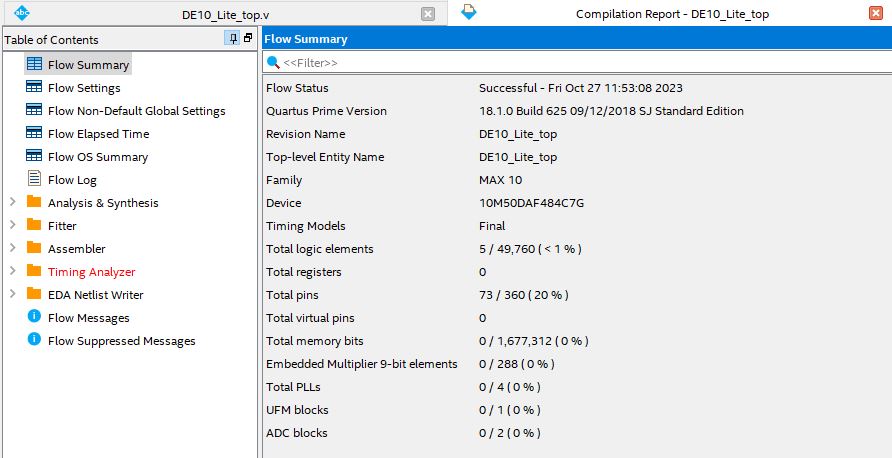 DE10_Lite_top.v
Compilation Report - DE10_Lite_top
Table of Contents
Flow Summary
Flow Settings
Flow Non-Default Global Settings
Flow Elapsed Time
Flow OS Summary
Flow Log
Analysis & Synthesis
Fitter
Assembler
Timing Analyzer
EDA Netlist Writer
Flow Messages
Flow Suppressed Messages
Flow Summary
<<Filter>>
Flow Status Successful - Fri Oct 27 11:53:08 2023
Quartus Prime Version 18.1.0 Build 625 09/12/2018 SJ Standard Edition
Revision Name DE10_Lite_top
Top-level Entity Name DE10_Lite_top
Family MAX 10
Device 10M50DAF484C7G
Timing Models Final
Total logic elements 5 / 49,760 ( < 1 % )
Total registers 0
Total pins 73 / 360 ( 20 % )
Total virtual pins 0
Total memory bits 0 / 1,677,312 ( 0 % )
Embedded Multiplier 9-bit elements 0 / 288 ( 0 % )
Total PLLs 0 / 4 ( 0 % )
UFM blocks 0 / 1 ( 0 % )
ADC blocks 0 / 2 ( 0 % )